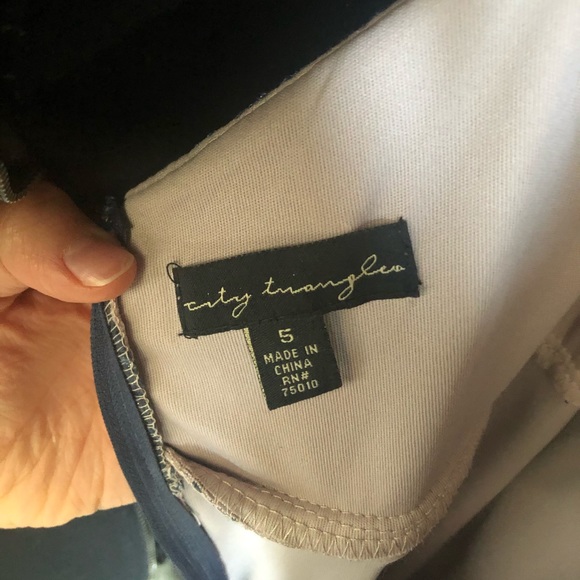 city triangles
5
MADE IN
CHINA
RN#
75010